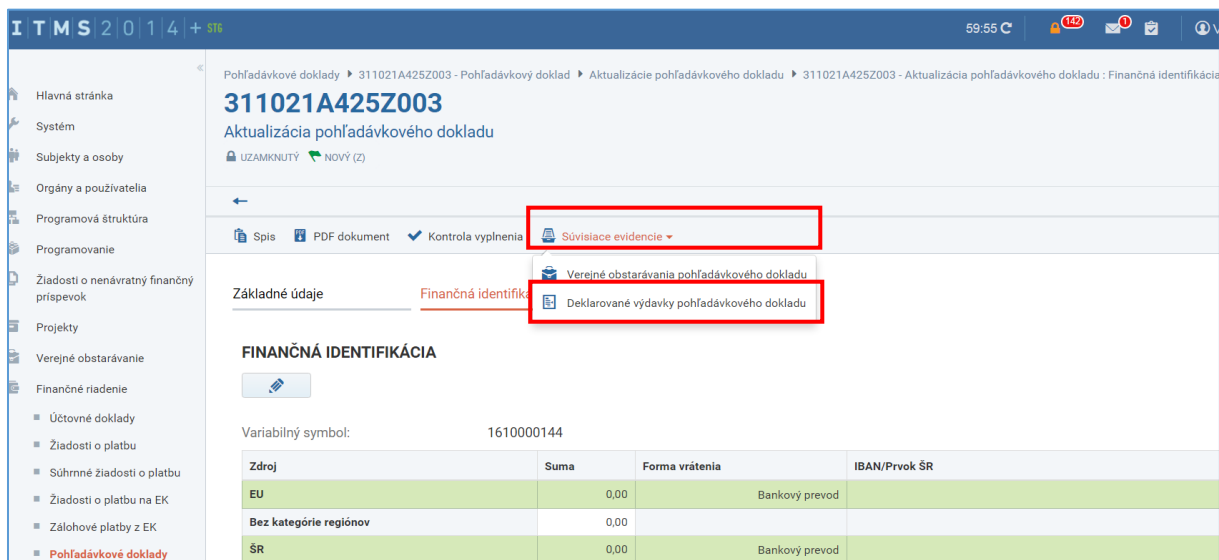 I|T|M|S|2|0|1|4|+ STG
59:55
142
1
Pohľadávkové doklady ▸ 311021A425Z003 - Pohľadávkový doklad ▸ Aktualizácie pohľadávkového dokladu ▸ 311021A425Z003 - Aktualizácia pohľadávkového dokladu : Finančná identifikácia
311021A425Z003
Aktualizácia pohľadávkového dokladu
UZAMKNUTÝ NOVÝ (Z)
Hlavná stránka
Systém
Subjekty a osoby
Orgány a používatelia
Programová štruktúra
Programovanie
Žiadosti o nenávratný finančný
príspevok
Projekty
Verejné obstarávanie
Finančné riadenie
Účtovné doklady
Žiadosti o platbu
Súhrnné žiadosti o platbu
Žiadosti o platbu na EK
Zálohové platby z EK
Pohľadávkové doklady
Spis PDF dokument Kontrola vyplnenia Súvisiace evidencie
Verejné obstarávania pohľadávkového dokladu
Deklarované výdavky pohľadávkového dokladu
Základné údaje
FINANČNÁ IDENTIFIKÁCIA
Variabilný symbol: 1610000144
Zdroj Suma Forma vrátenia IBAN/Prvok ŠR
EU 0,00 Bankový prevod
Bez kategórie regiónov 0,00
ŠR 0,00 Bankový prevod